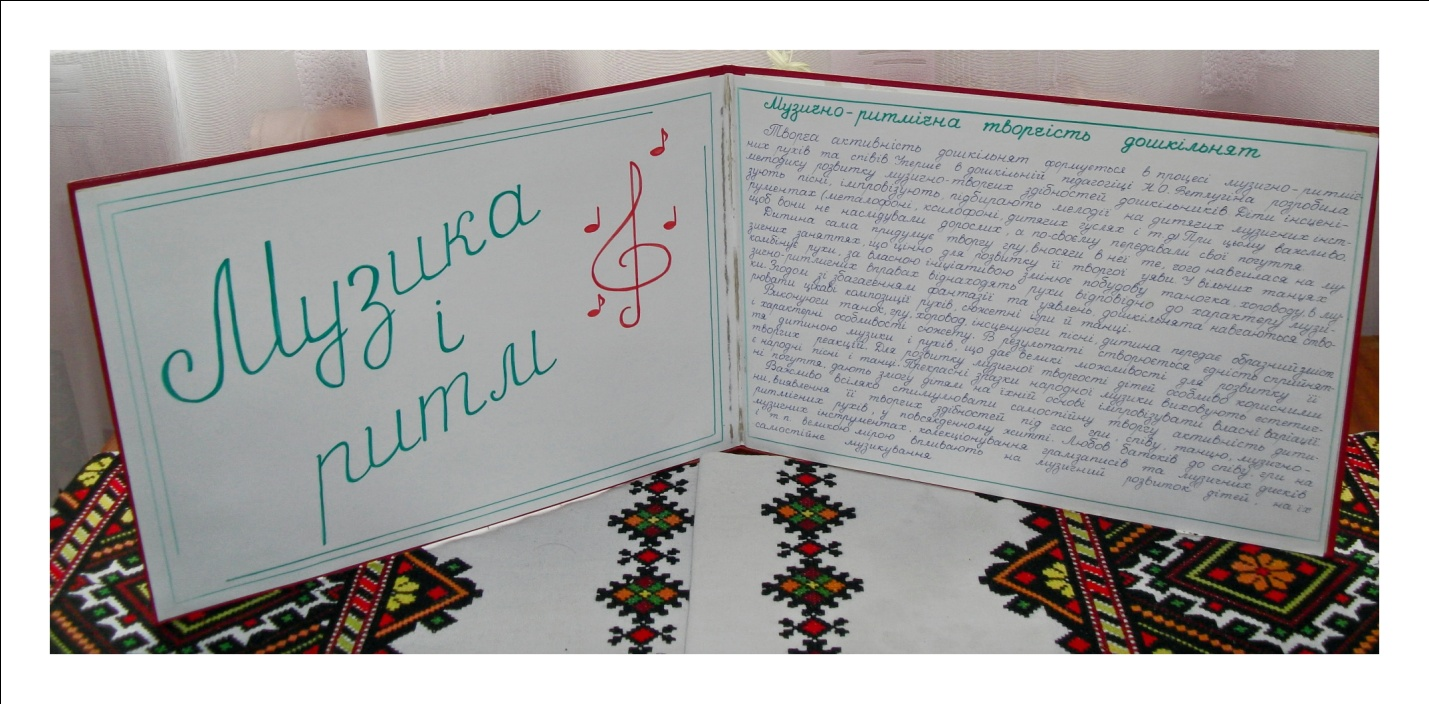 Музика
і
ритм
Музично-ритмічна творчість дошкільнят
Творча активність дошкільнят формується в процесі музично-ритміч-
них рухів та співів. Уперше в дошкільній педагогіці Н.О. Ветлугіна розробила
методику розвитку музично-творчих здібностей дошкільників. Діти інсцені-
зують пісні, імпровізують, підбирають мелодії на дитячих музичних інст-
рументах (металофоні, ксилофоні, дитячих гуслях і т. д) При цьому важливо,
щоб вони не наслідували дорослих, а по-своєму передавали свої почуття
Дитина сама придумує творчу гру, вносячи в неї те, чого навчилася на му-
зичних заняттях, що цінно для розвитку її творчої уяви. У вільних танцях
комбінує рухи, за власною ініціативою змінює побудову таночка, хороводу, в му-
зично-ритмічних вправах віднаходять рухи відповідно до характеру музи-
ки. Згодом зі збагаченням фантазії та уявлень, дошкільнята навчаються ство-
рювати цікаві композиції рухів, сюжетні ігри й танці.
Виконуючи танок, гру, хоровод, інсценуючи пісні, дитина передає образний зміст
і характерні особливості сюжету. В результаті створюється єдність сприйнят-
тя дитиною музики і рухів, що дає великі можливості для розвитку її
творчих реакцій. Для розвитку музичної творчості дітей особливо корисними
є народні пісні і танці. Прекрасні зразки народної музики виховують естетич-
ні почуття, дають змогу дітям на їхній основі імпровізувати власні варіації.
Важливо всіляко стимулювати самостійну творчу активність дити-
ни, виявлення її творчих здібностей під час гри, співу, танцю, музично-
ритмічних рухів, у повсякденному житті. Любов батьків до співу гри на
музичних інструментах, колекціонування грамзаписів та музичних дисків
і т.п. великою мірою впливають на музичний розвиток дітей, на їх
самостійне музикування